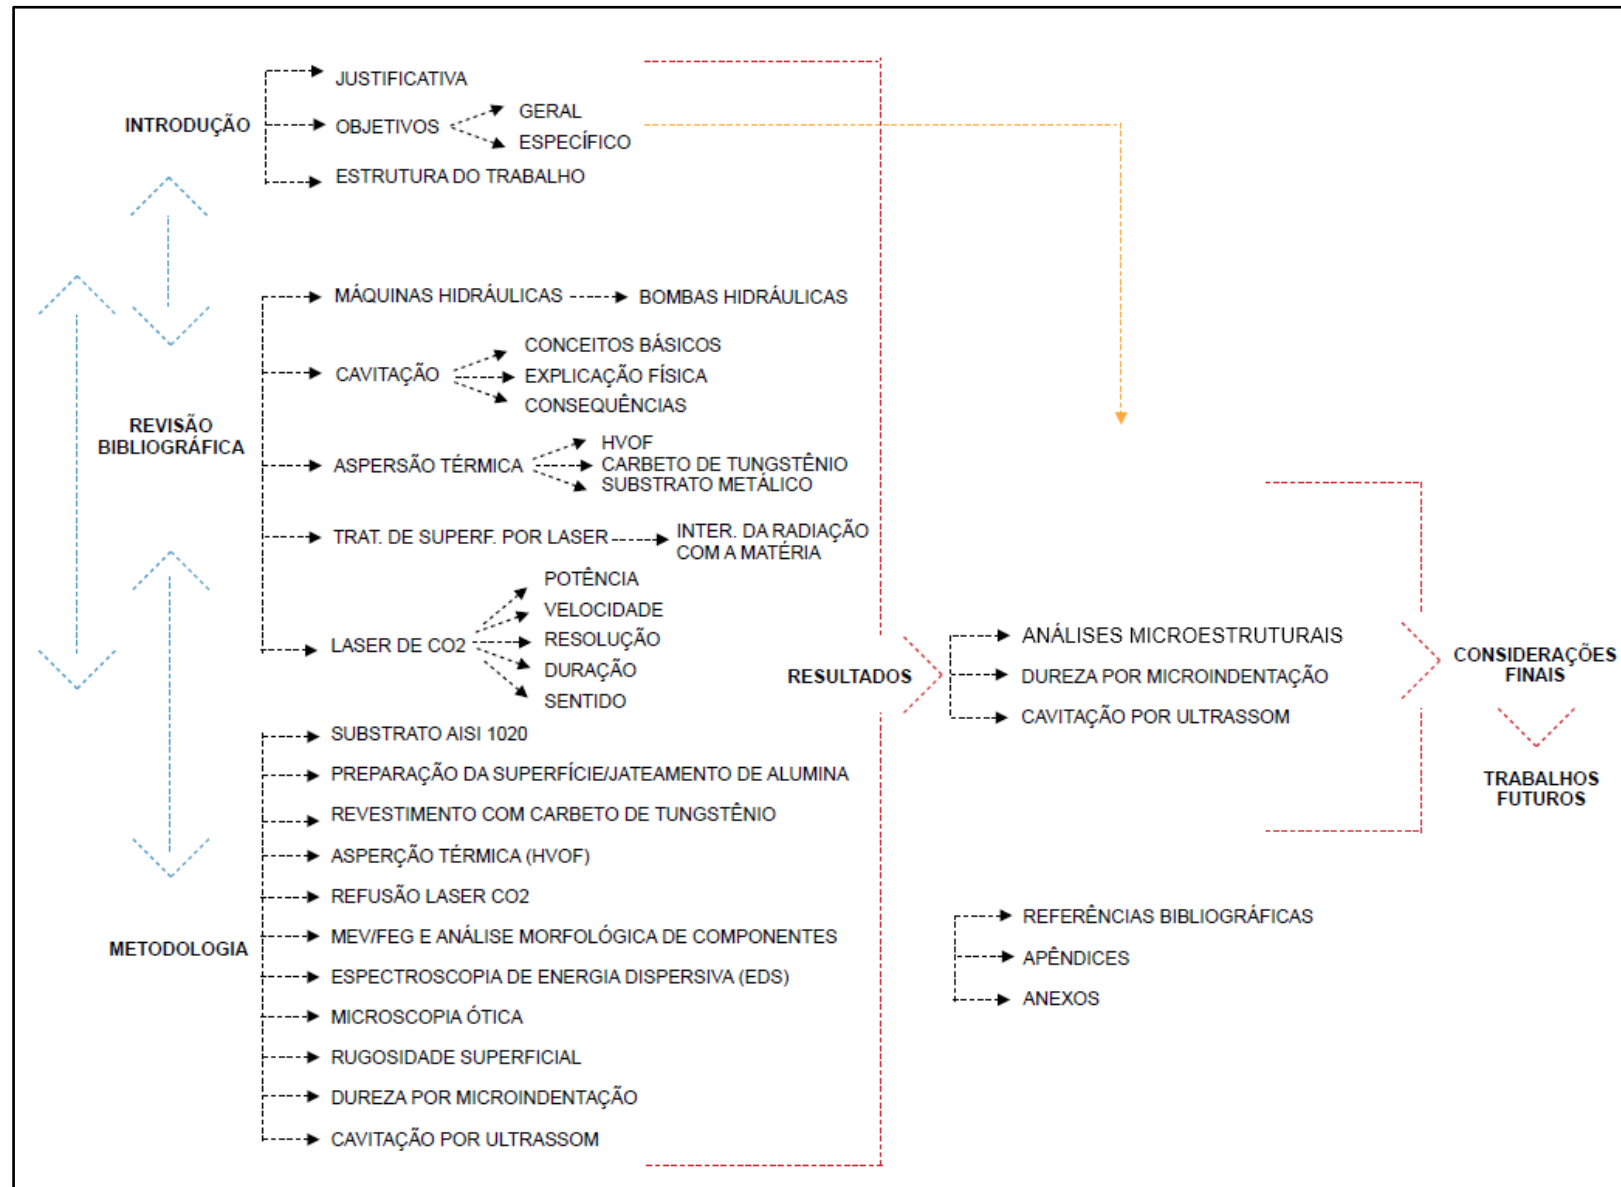 INTRODUÇÃO
JUSTIFICATIVA
OBJETIVOS
GERAL
ESPECÍFICO
ESTRUTURA DO TRABALHO
REVISÃO
BIBLIOGRÁFICA
MÁQUINAS HIDRÁULICAS
BOMBAS HIDRÁULICAS
CAVITAÇÃO
CONCEITOS BÁSICOS
EXPLICAÇÃO FÍSICA
CONSEQUÊNCIAS
ASPERSÃO TÉRMICA
HVOF
CARBETO DE TUNGSTÊNIO
SUBSTRATO METÁLICO
TRAT. DE SUPERF. POR LASER
INTER. DA RADIAÇÃO
COM A MATÉRIA
LASER DE CO2
POTÊNCIA
VELOCIDADE
RESOLUÇÃO
DURAÇÃO
SENTIDO
METODOLOGIA
SUBSTRATO AISI 1020
PREPARAÇÃO DA SUPERFÍCIE/JATEAMENTO DE ALUMINA
REVESTIMENTO COM CARBETO DE TUNGSTÊNIO
ASPERÇÃO TÉRMICA (HVOF)
REFUSÃO LASER CO2
MEV/FEG E ANÁLISE MORFOLÓGICA DE COMPONENTES
ESPECTROSCOPIA DE ENERGIA DISPERSIVA (EDS)
MICROSCOPIA ÓTICA
RUGOSIDADE SUPERFICIAL
DUREZA POR MICROINDENTAÇÃO
CAVITAÇÃO POR ULTRASSOM
RESULTADOS
ANÁLISES MICROESTRUTURAIS
DUREZA POR MICROINDENTAÇÃO
CAVITAÇÃO POR ULTRASSOM
CONSIDERAÇÕES
FINAIS
TRABALHOS
FUTUROS
REFERÊNCIAS BIBLIOGRÁFICAS
APÊNDICES
ANEXOS